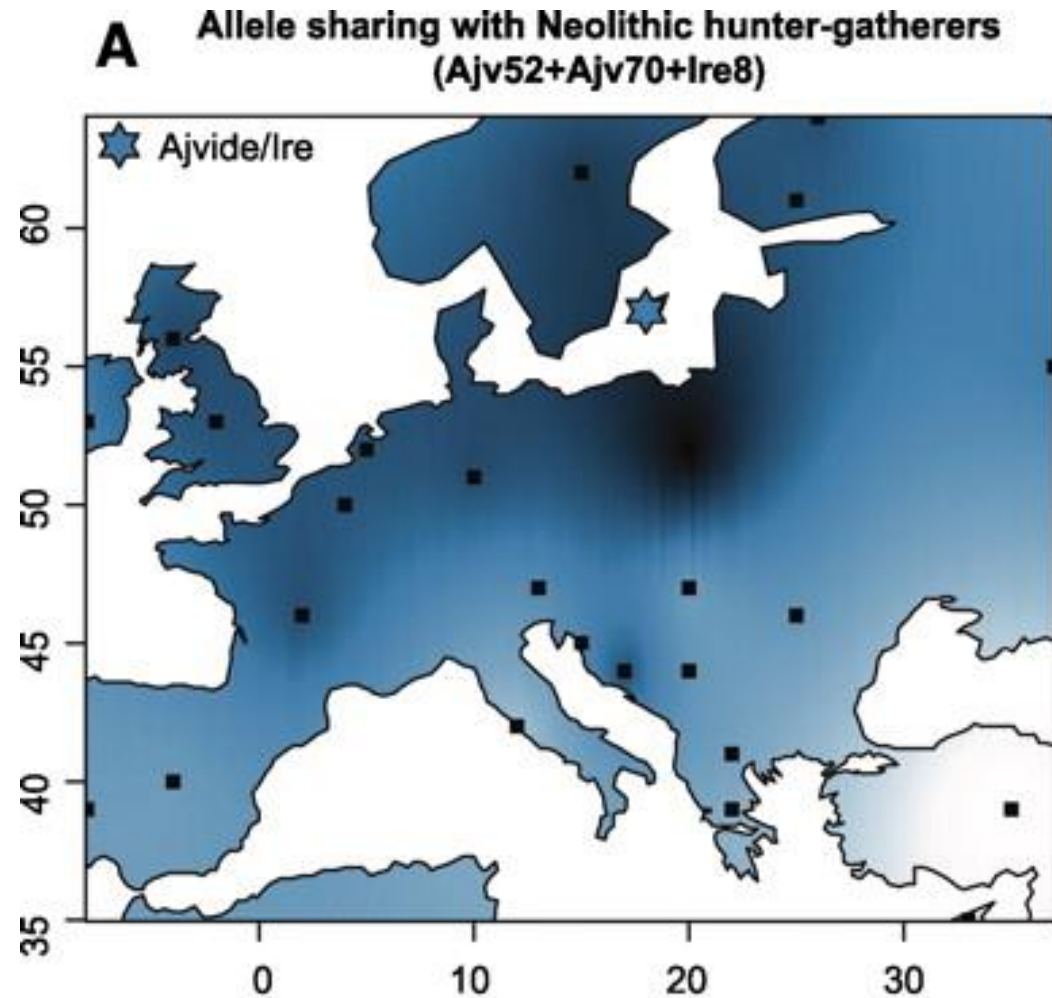 A
Allele sharing with Neolithic hunter-gatherers
(Ajv52+Ajv70+Ire8)
Ajvide/Ire
60
55
50
45
40
35
0 10 20 30